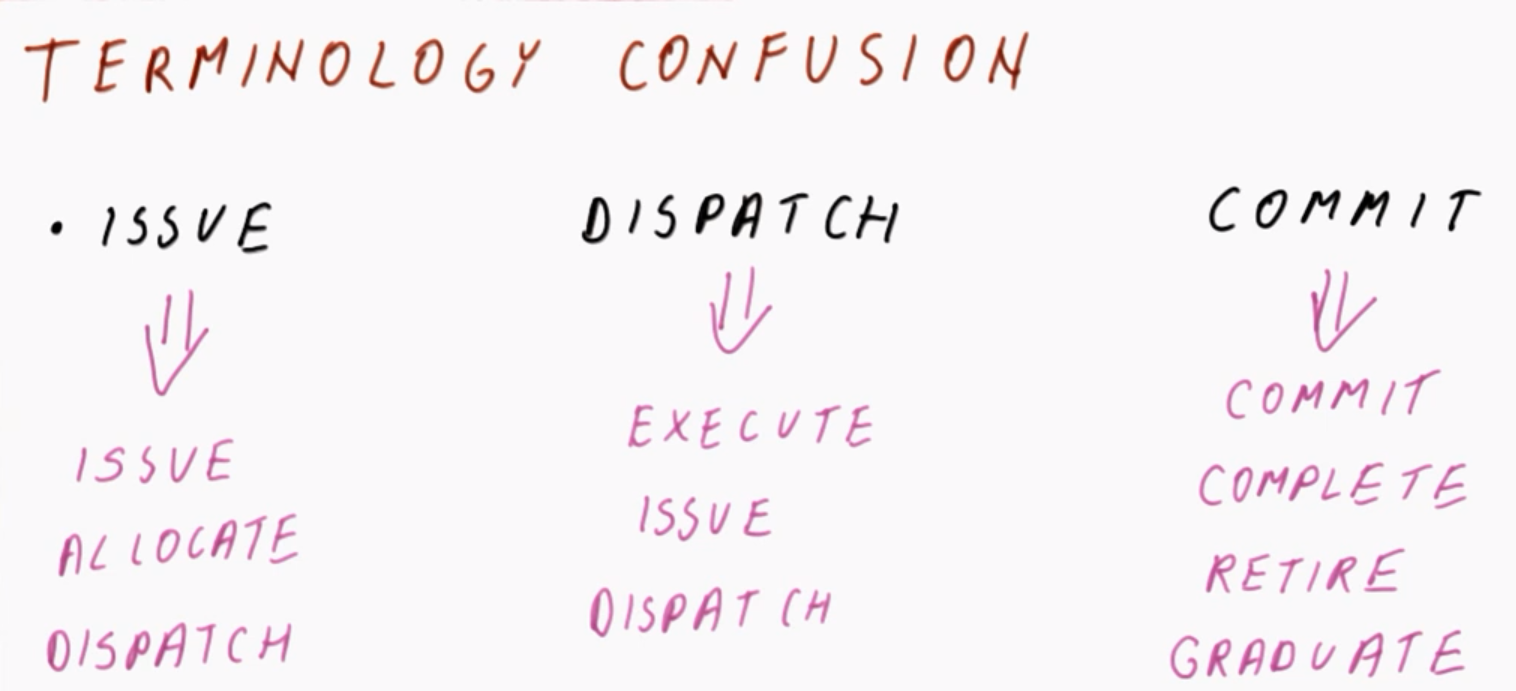 TERMINOLOGY CONFUSION
• ISSUE DISPATCH COMMIT
ISSUE
ALLOCATE
DISPATCH
EXECUTE
ISSUE
DISPATCH
COMMIT
COMPLETE
RETIRE
GRADUATE